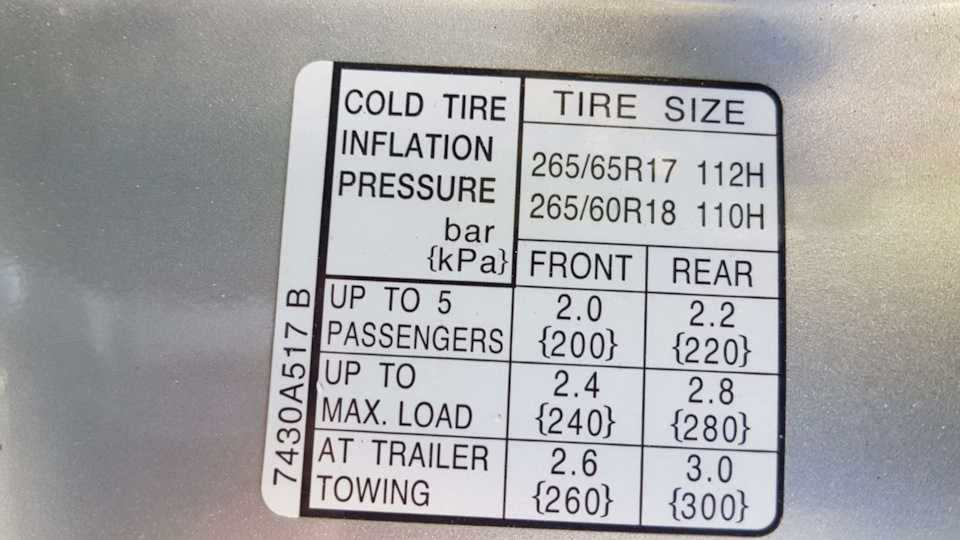 COLD TIRE
INFLATION
PRESSURE
bar
{kPa}
TIRE SIZE
265/65R17 112H
265/60R18 110H
FRONT REAR
UP TO 5
PASSENGERS
2.0 2.2
{200} {220}
UP TO
MAX. LOAD
2.4 2.8
{240} {280}
AT TRAILER
TOWING
2.6 3.0
{260} {300}
7430A517 B